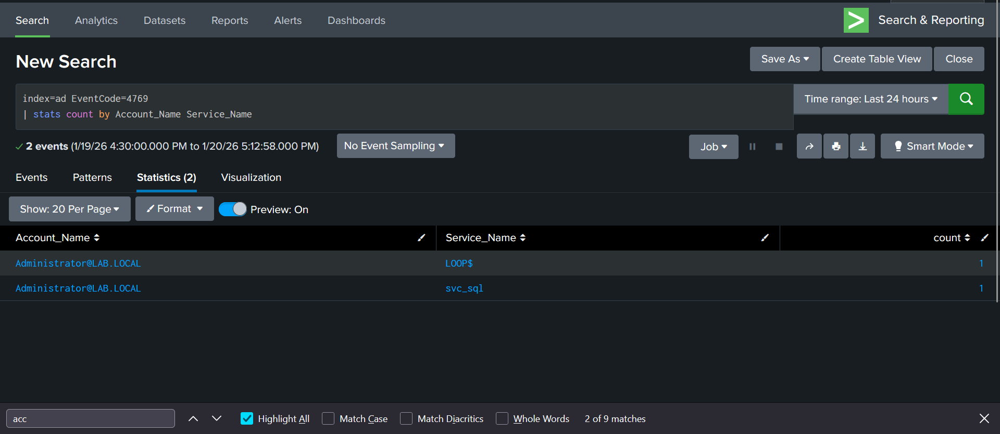 Search Analytics Datasets Reports Alerts Dashboards > Search & Reporting
New Search
Save As Create Table View Close
index=ad EventCode=4769
| stats count by Account_Name Service_Name
Time range: Last 24 hours
2 events (1/19/26 4:30:00.000 PM to 1/20/26 5:12:58.000 PM)
No Event Sampling
Job
Smart Mode
Events Patterns Statistics (2) Visualization
Show: 20 Per Page Format Preview: On
Account_Name Service_Name count
Administrator@LAB.LOCAL LOOP$ 1
Administrator@LAB.LOCAL svc_sql 1
acc Highlight All Match Case Match Diacritics Whole Words 2 of 9 matches